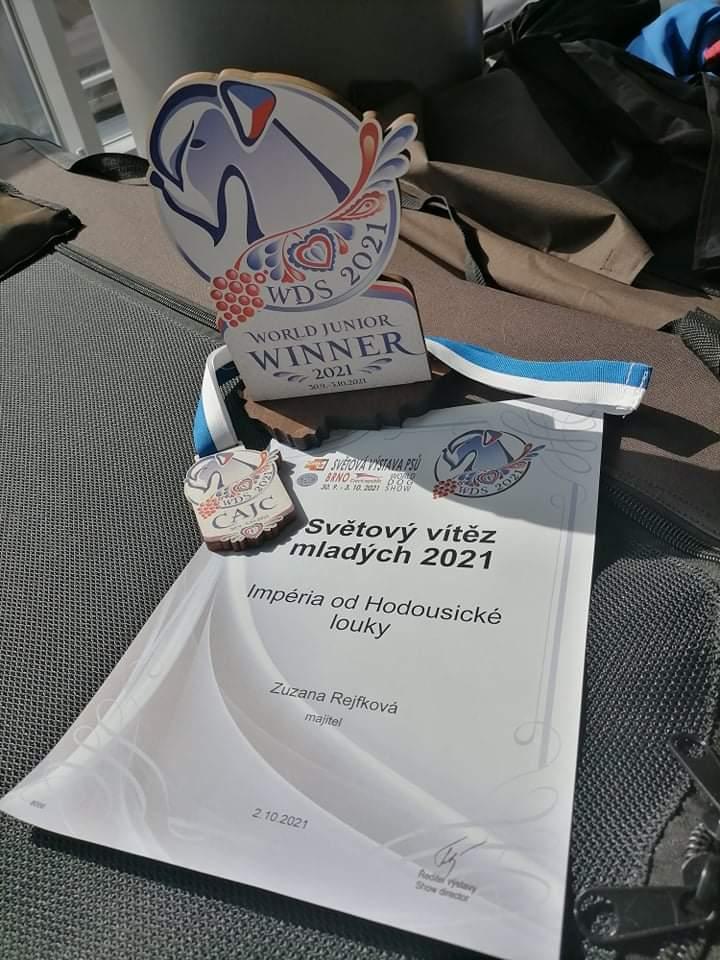 WDS 2021
WORLD JUNIOR
WINNER
2021
30.9.-3.10.2021
WDS 2021
CAJC
SVĚTOVÁ VÝSTAVA PSŮ
BRNO Czech republic
WORLD DOG SHOW
30. 9. - 3. 10. 2021
WDS 2021
Světový vítěz
mladých 2021
Impéria od Hodousické
louky
Zuzana Rejfková
majitel
2.10.2021
Ředitel výstavy
Show director